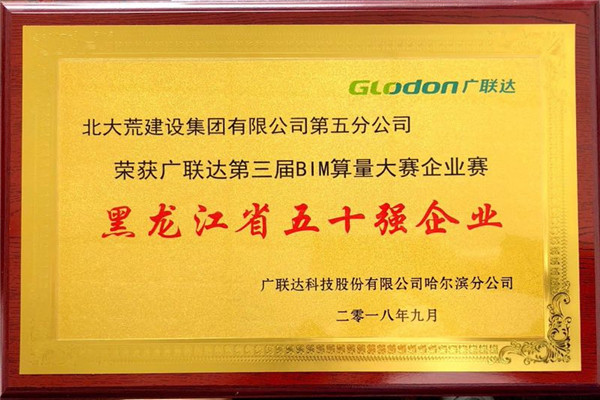 GLodon广联达
北大荒建设集团有限公司第五分公司
荣获广联达第三届BIM算量大赛企业赛
黑龙江省五十强企业
广联达科技股份有限公司哈尔滨分公司
二零一八年九月